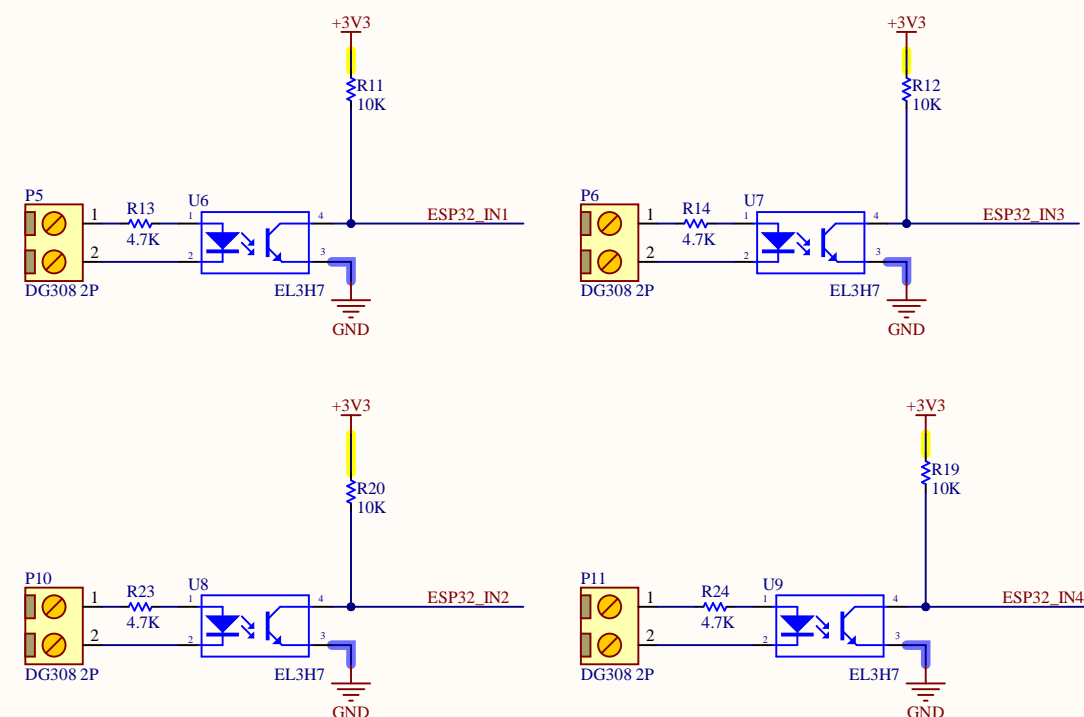 +3V3
R11
10K
P5
1
2
DG308 2P
R13
4.7K
U6
1
2
4
3
EL3H7
ESP32_IN1
GND
+3V3
R12
10K
P6
1
2
DG308 2P
R14
4.7K
U7
1
2
4
3
EL3H7
ESP32_IN3
GND
+3V3
R20
10K
P10
1
2
DG308 2P
R23
4.7K
U8
1
2
4
3
EL3H7
ESP32_IN2
GND
+3V3
R19
10K
P11
1
2
DG308 2P
R24
4.7K
U9
1
2
4
3
EL3H7
ESP32_IN4
GND